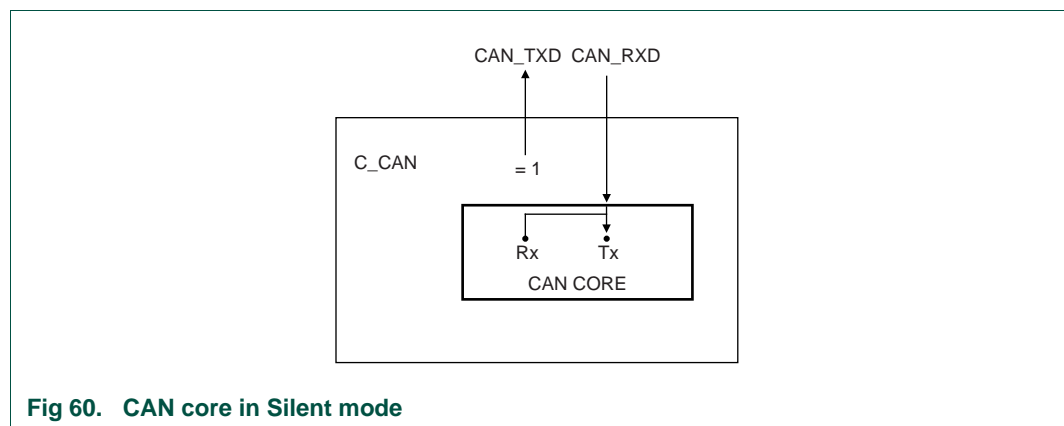 CAN_TXD CAN_RXD
C_CAN
= 1
Rx Tx
CAN CORE
Fig 60. CAN core in Silent mode